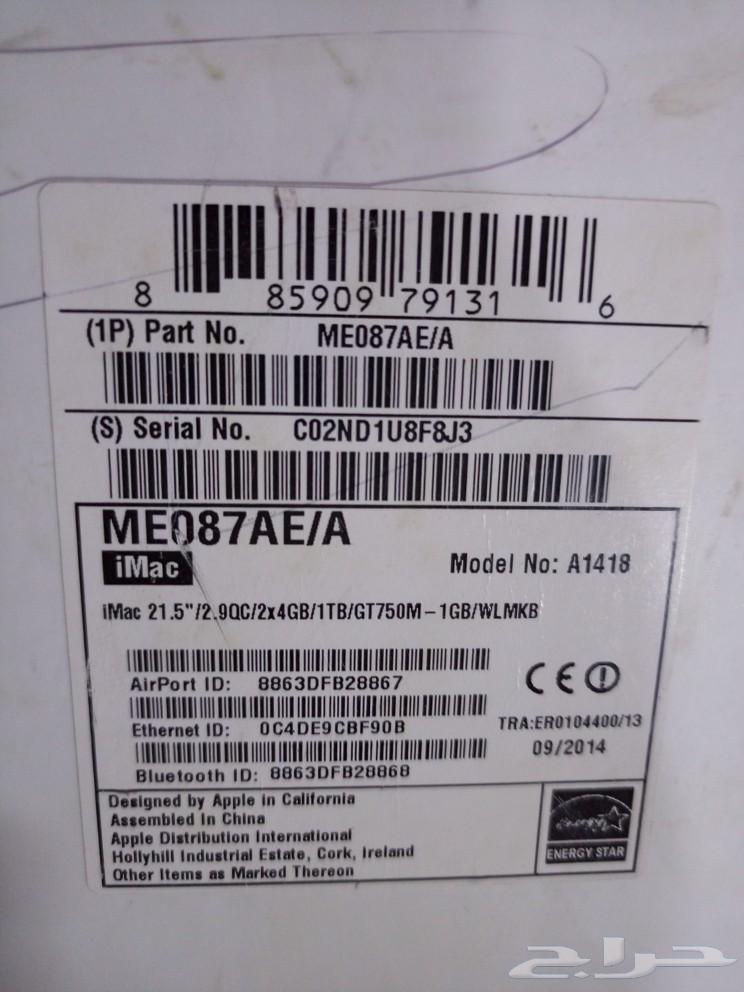 8 85909 79131 6
(1P) Part No. ME087AE/A
(S) Serial No. C02ND1U8F8J3
ME087AE/A
iMac
Model No: A1418
iMac 21.5"/2.9QC/2x4GB/1TB/GT750M-1GB/WLMKB
AirPort ID: 8863DFB28867
Ethernet ID: 0C4DE9CBF90B
Bluetooth ID: 8863DFB28868
CE
TRA:ER0104400/13
09/2014
Designed by Apple in California
Assembled In China
Apple Distribution International
Hollyhill Industrial Estate, Cork, Ireland
Other Items as Marked Thereon
energy
ENERGY STAR
حراج